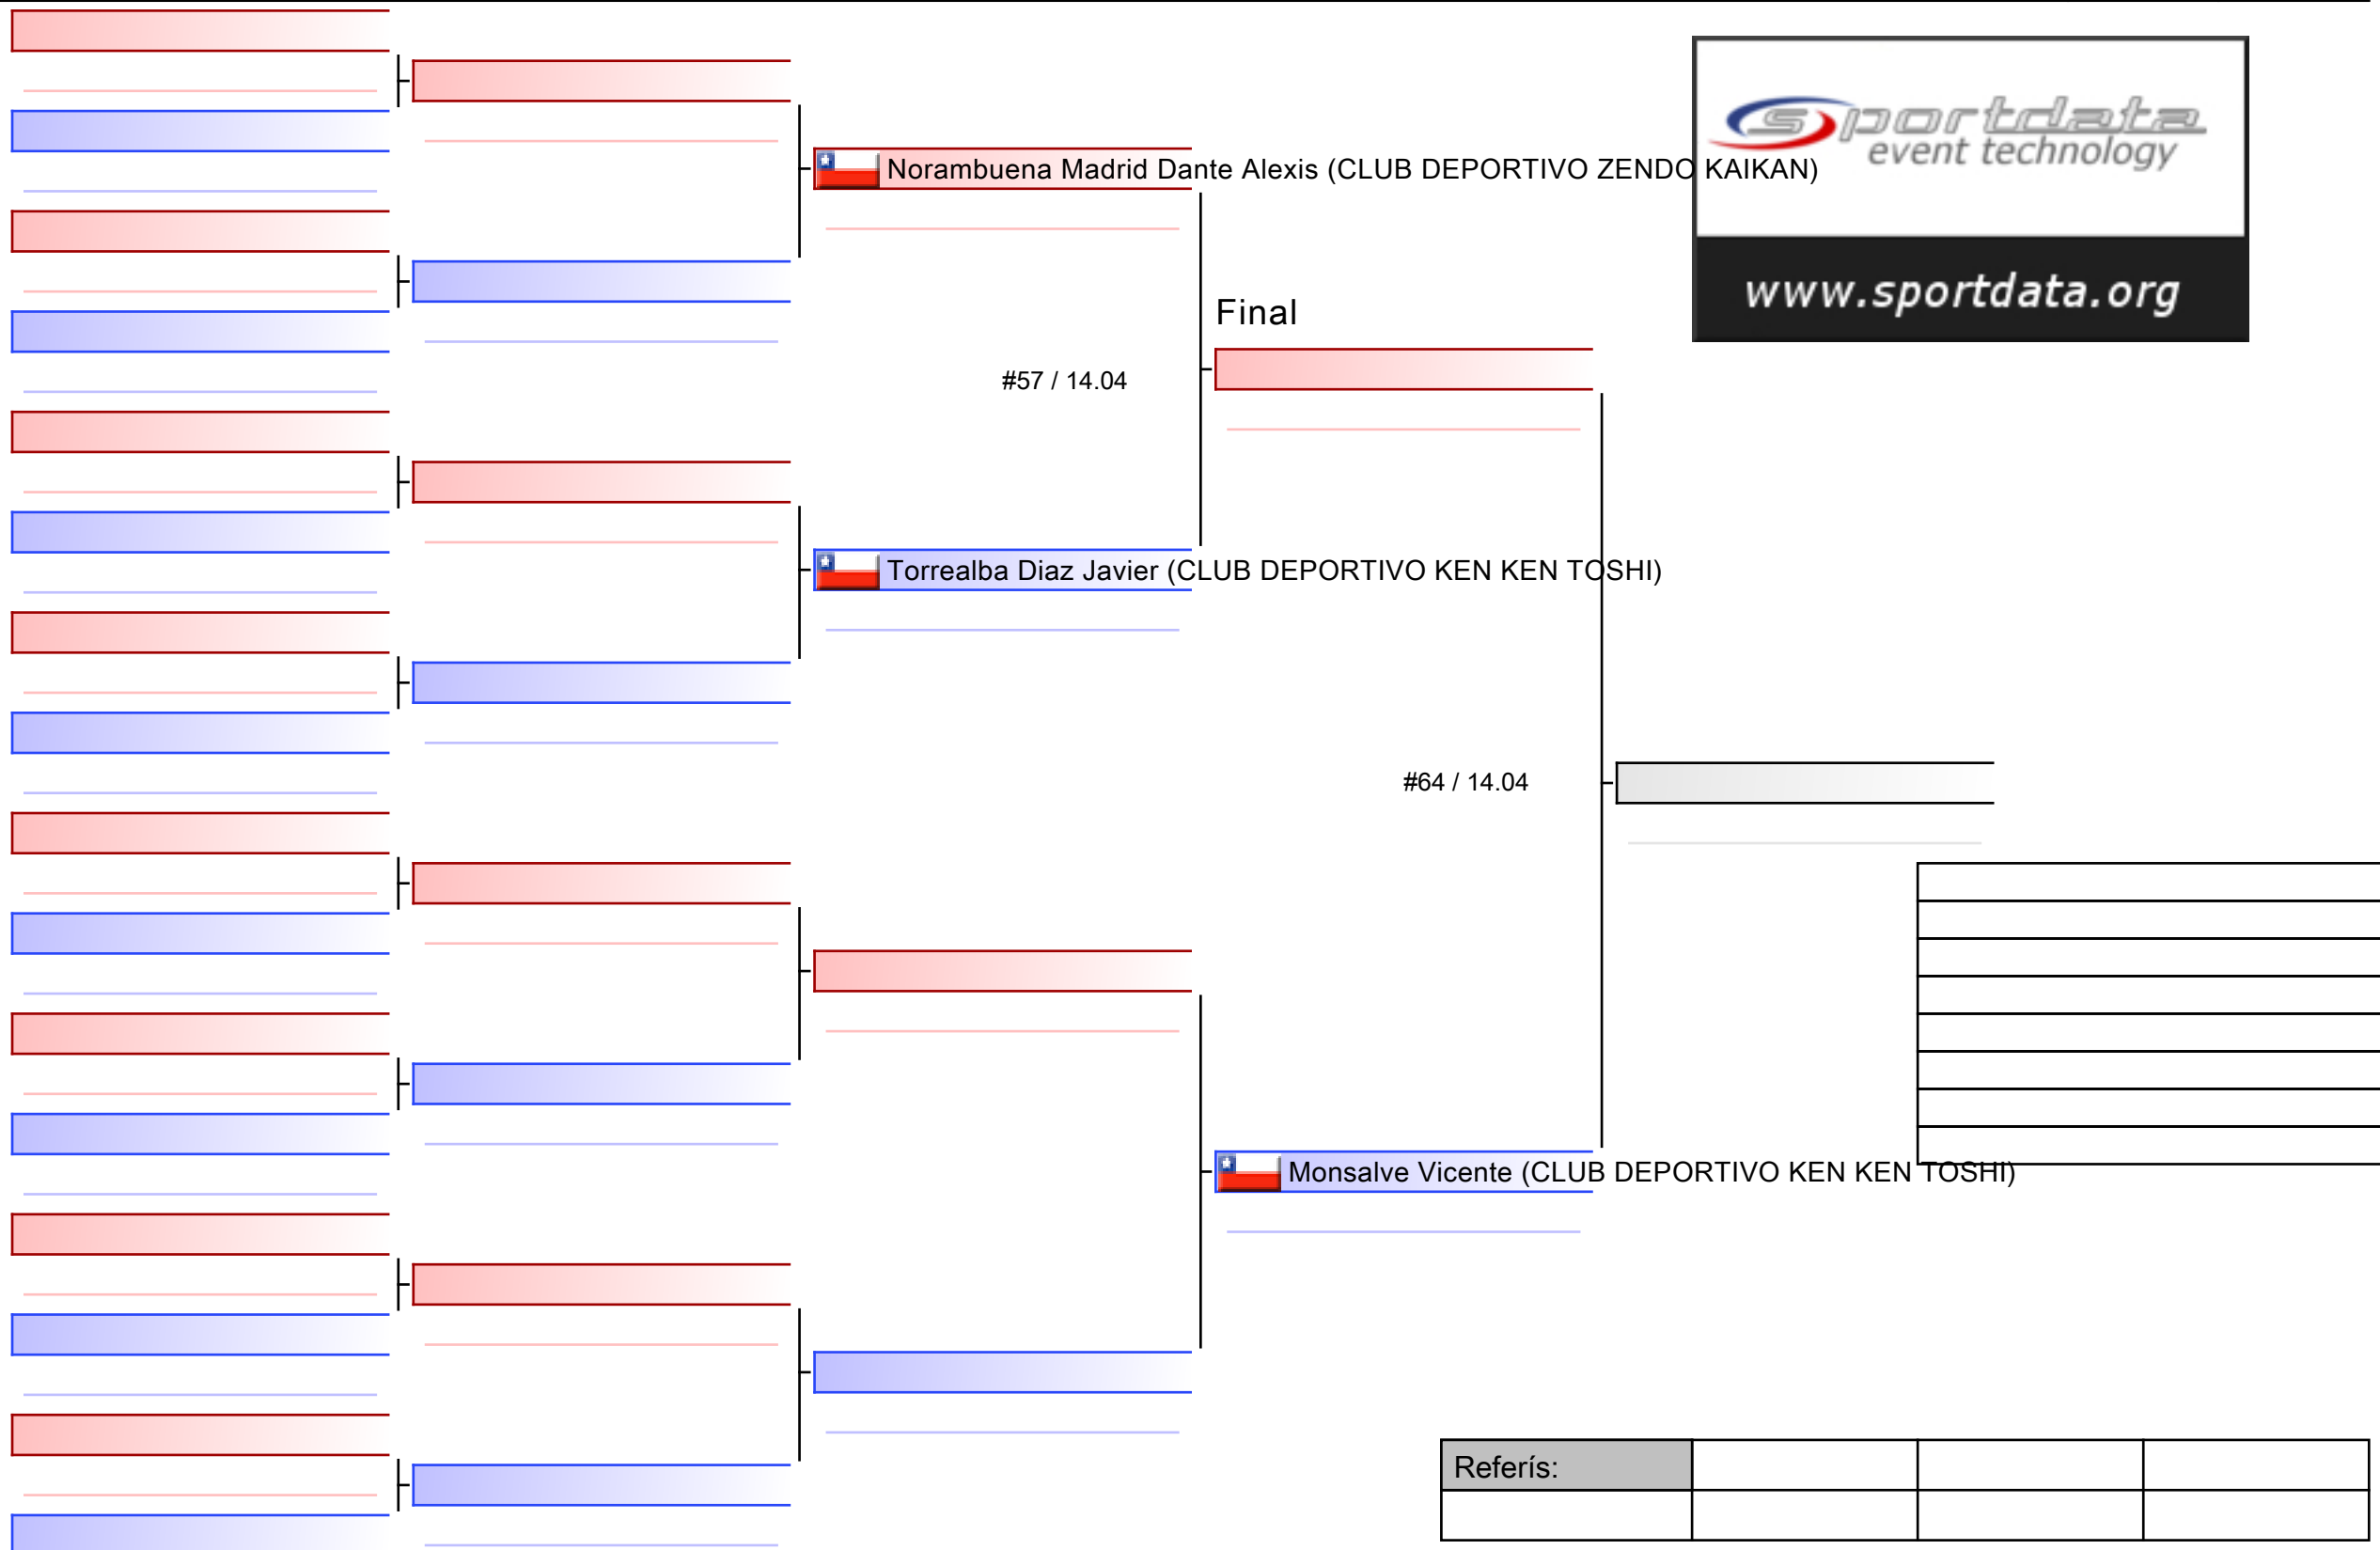 sportdata
event technology
www.sportdata.org
Norambuena Madrid Dante Alexis (CLUB DEPORTIVO ZENDO KAIKAN)
Final
#57 / 14.04
Torrealba Diaz Javier (CLUB DEPORTIVO KEN KEN TOSHI)
#64 / 14.04
Monsalve Vicente (CLUB DEPORTIVO KEN KEN TOSHI)
Referís: